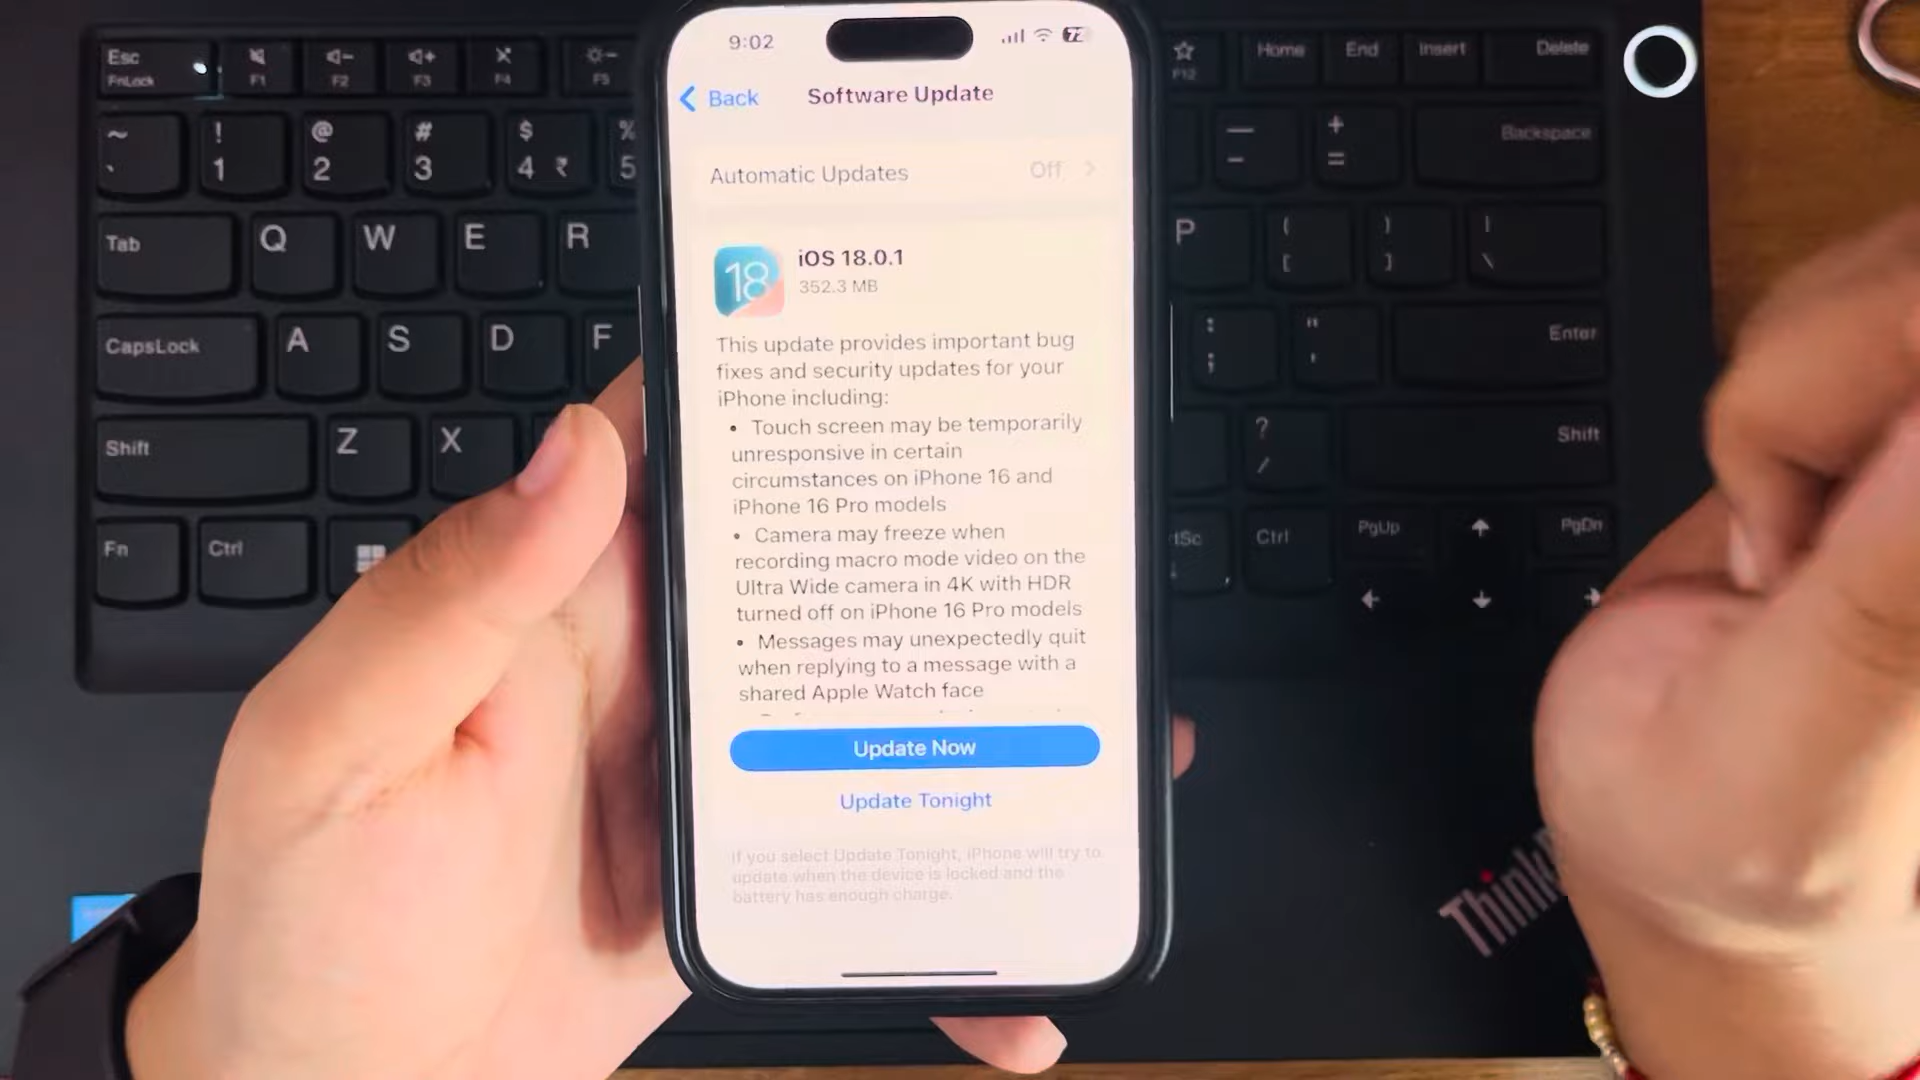 9:02
72
Back
Software Update
Automatic Updates Off
18
iOS 18.0.1
352.3 MB
This update provides important bug
fixes and security updates for your
iPhone including:
• Touch screen may be temporarily
unresponsive in certain
circumstances on iPhone 16 and
iPhone 16 Pro models
• Camera may freeze when
recording macro mode video on the
Ultra Wide camera in 4K with HDR
turned off on iPhone 16 Pro models
• Messages may unexpectedly quit
when replying to a message with a
shared Apple Watch face
Update Now
Update Tonight
If you select Update Tonight, iPhone will try to
update when the device is locked and the
battery has enough charge.
Esc
FnLock
F1
F2
F3
F4
F5
F12
Home
End
Insert
Delete
~ `
! 1
@ 2
# 3
$ 4 ₹
% 5
— -
+ =
Backspace
Tab
Q
W
E
R
P
{ [
} ]
| \
CapsLock
A
S
D
F
: ;
" '
Enter
Shift
Z
X
? /
Shift
Fn
Ctrl
tSc
Ctrl
PgUp
↑
PgDn
←
↓
→
Think